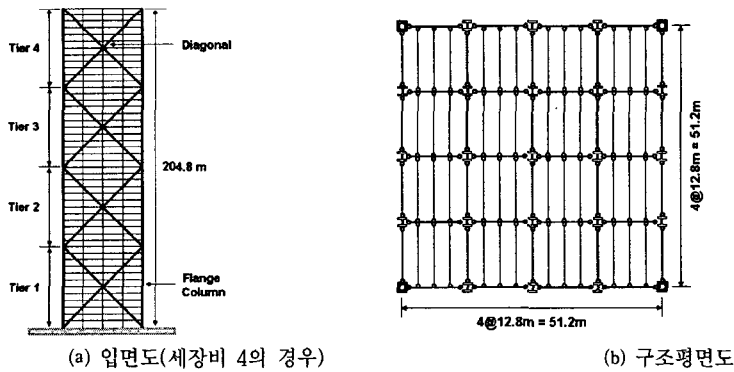 Tier 4
Diagonal
Tier 3
204.8 m
Tier 2
Tier 1
Flange
Column
(a) 입면도(세장비 4의 경우)
4@12.8m = 51.2m
4@12.8m = 51.2m
(b) 구조평면도